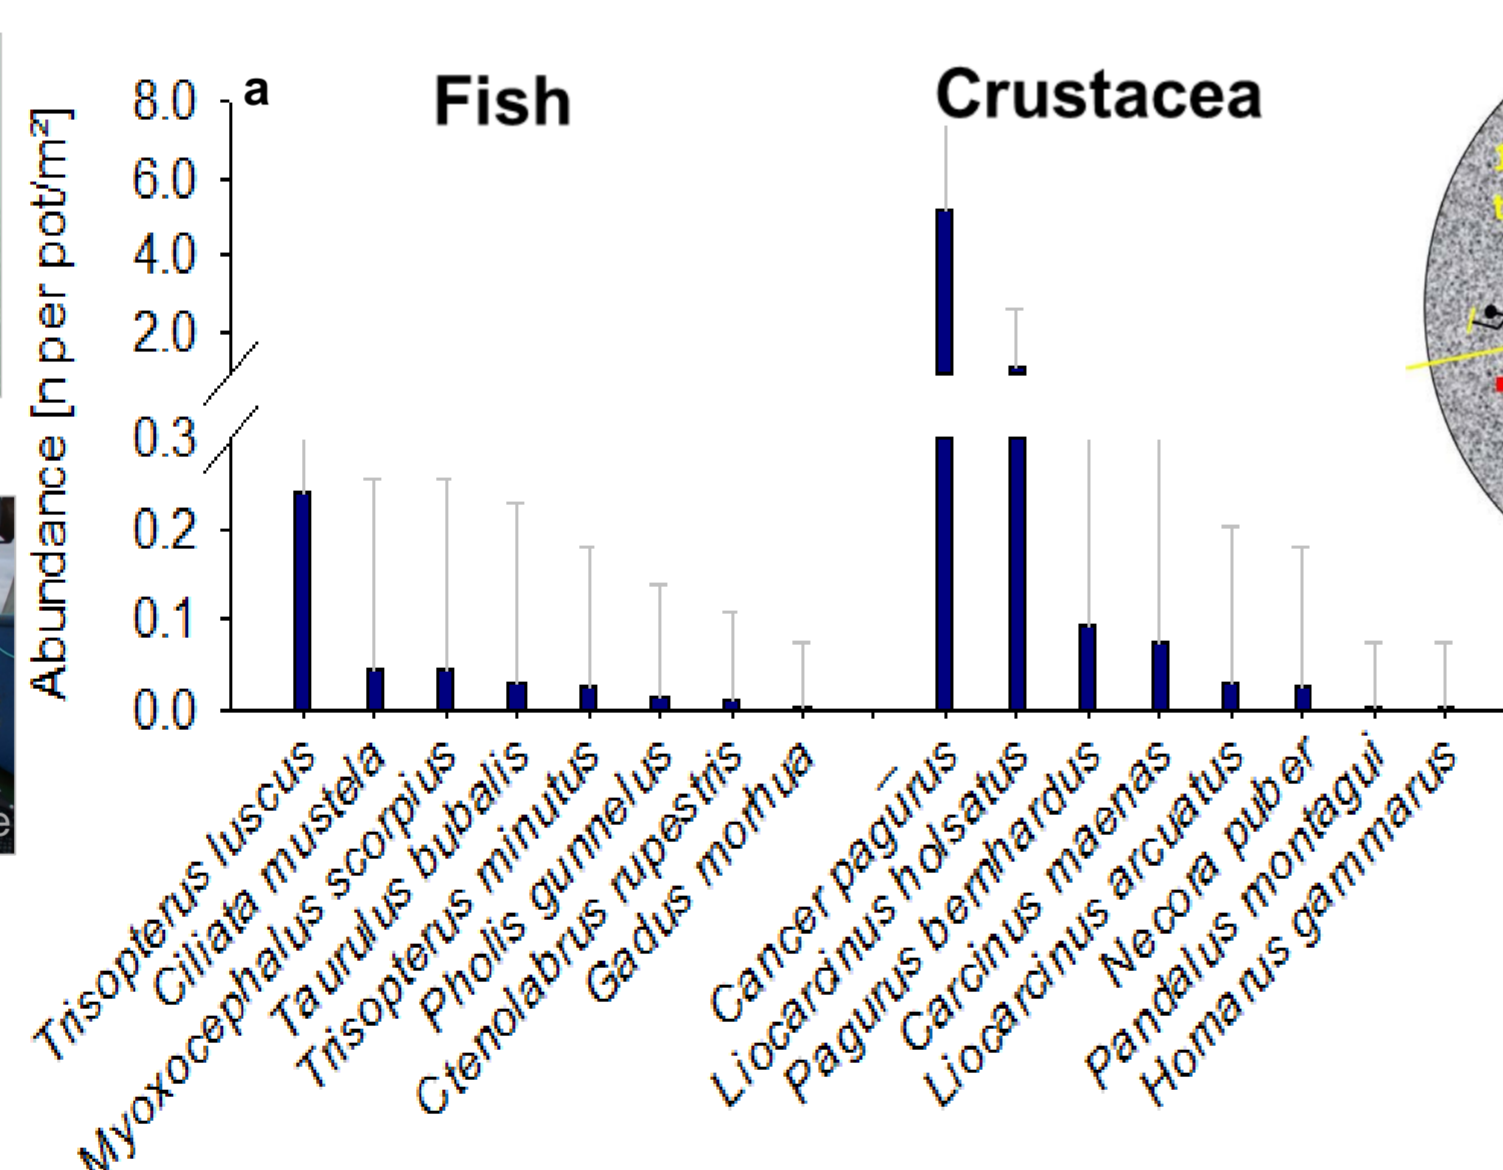 a
Fish
Crustacea
Abundance [n per pot/m²]
8.0
6.0
4.0
2.0
0.3
0.2
0.1
0.0
Trisopterus luscus
Ciliata mustela
Myoxocephalus scorpius
Taurulus bubalis
Trisopterus minutus
Pholis gunnelus
Ctenolabrus rupestris
Gadus morhua
Cancer pagurus
Liocarcinus holsatus
Pagurus bernhardus
Carcinus maenas
Liocarcinus arcuatus
Necora puber
Pandalus montagui
Homarus gammarus